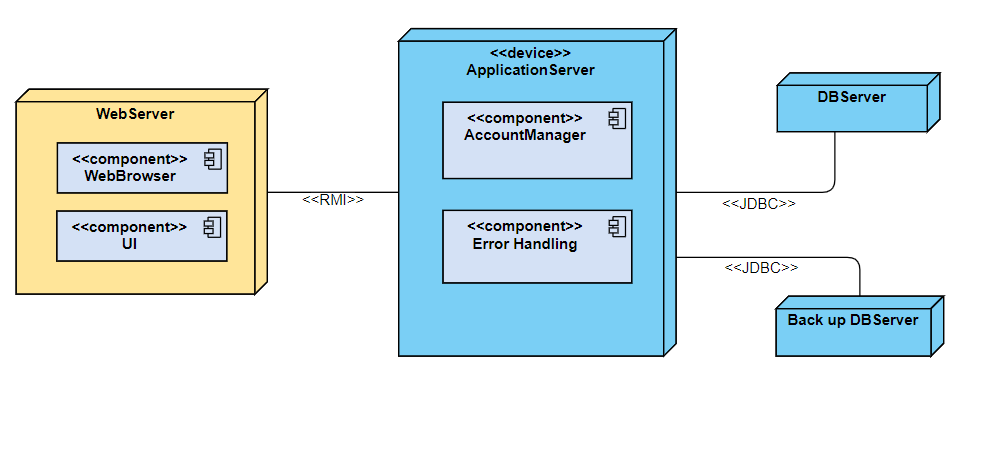 WebServer
<<component>>
WebBrowser
<<component>>
UI
<<RMI>>
<<device>>
ApplicationServer
<<component>>
AccountManager
<<component>>
Error Handling
<<JDBC>>
<<JDBC>>
DBServer
Back up DBServer